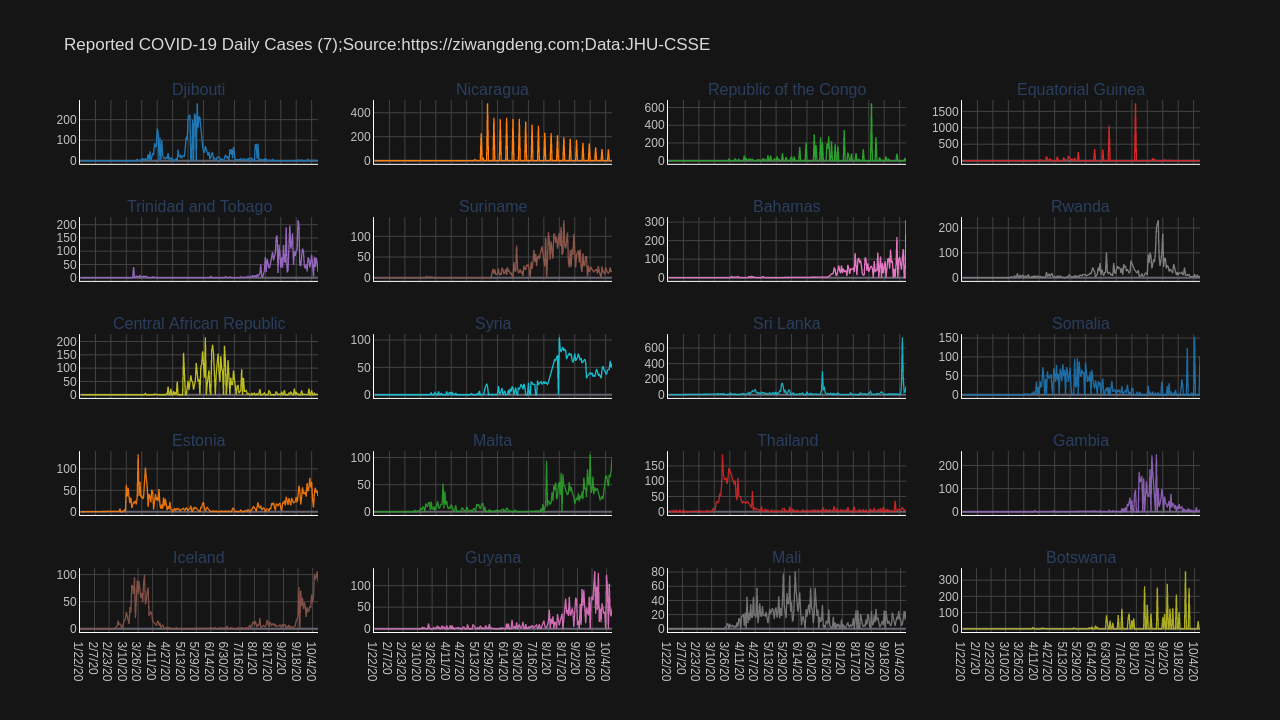 Reported COVID-19 Daily Cases (7);Source:https://ziwangdeng.com;Data:JHU-CSSE
Djibouti
Nicaragua
Republic of the Congo
Equatorial Guinea
200
100
0
400
200
0
600
400
200
0
1500
1000
500
0
Trinidad and Tobago
Suriname
Bahamas
Rwanda
200
150
100
50
0
100
50
0
300
200
100
0
200
100
0
Central African Republic
Syria
Sri Lanka
Somalia
200
150
100
50
0
100
50
0
600
400
200
0
150
100
50
0
Estonia
Malta
Thailand
Gambia
100
50
0
100
50
0
150
100
50
0
200
100
0
Iceland
Guyana
Mali
Botswana
100
50
0
100
50
0
80
60
40
20
0
300
200
100
0
1/22/20 2/7/20 2/23/20 3/10/20 3/26/20 4/11/20 4/27/20 5/13/20 5/29/20 6/14/20 6/30/20 7/16/20 8/1/20 8/17/20 9/2/20 9/18/20 10/4/20
1/22/20 2/7/20 2/23/20 3/10/20 3/26/20 4/11/20 4/27/20 5/13/20 5/29/20 6/14/20 6/30/20 7/16/20 8/1/20 8/17/20 9/2/20 9/18/20 10/4/20
1/22/20 2/7/20 2/23/20 3/10/20 3/26/20 4/11/20 4/27/20 5/13/20 5/29/20 6/14/20 6/30/20 7/16/20 8/1/20 8/17/20 9/2/20 9/18/20 10/4/20
1/22/20 2/7/20 2/23/20 3/10/20 3/26/20 4/11/20 4/27/20 5/13/20 5/29/20 6/14/20 6/30/20 7/16/20 8/1/20 8/17/20 9/2/20 9/18/20 10/4/20